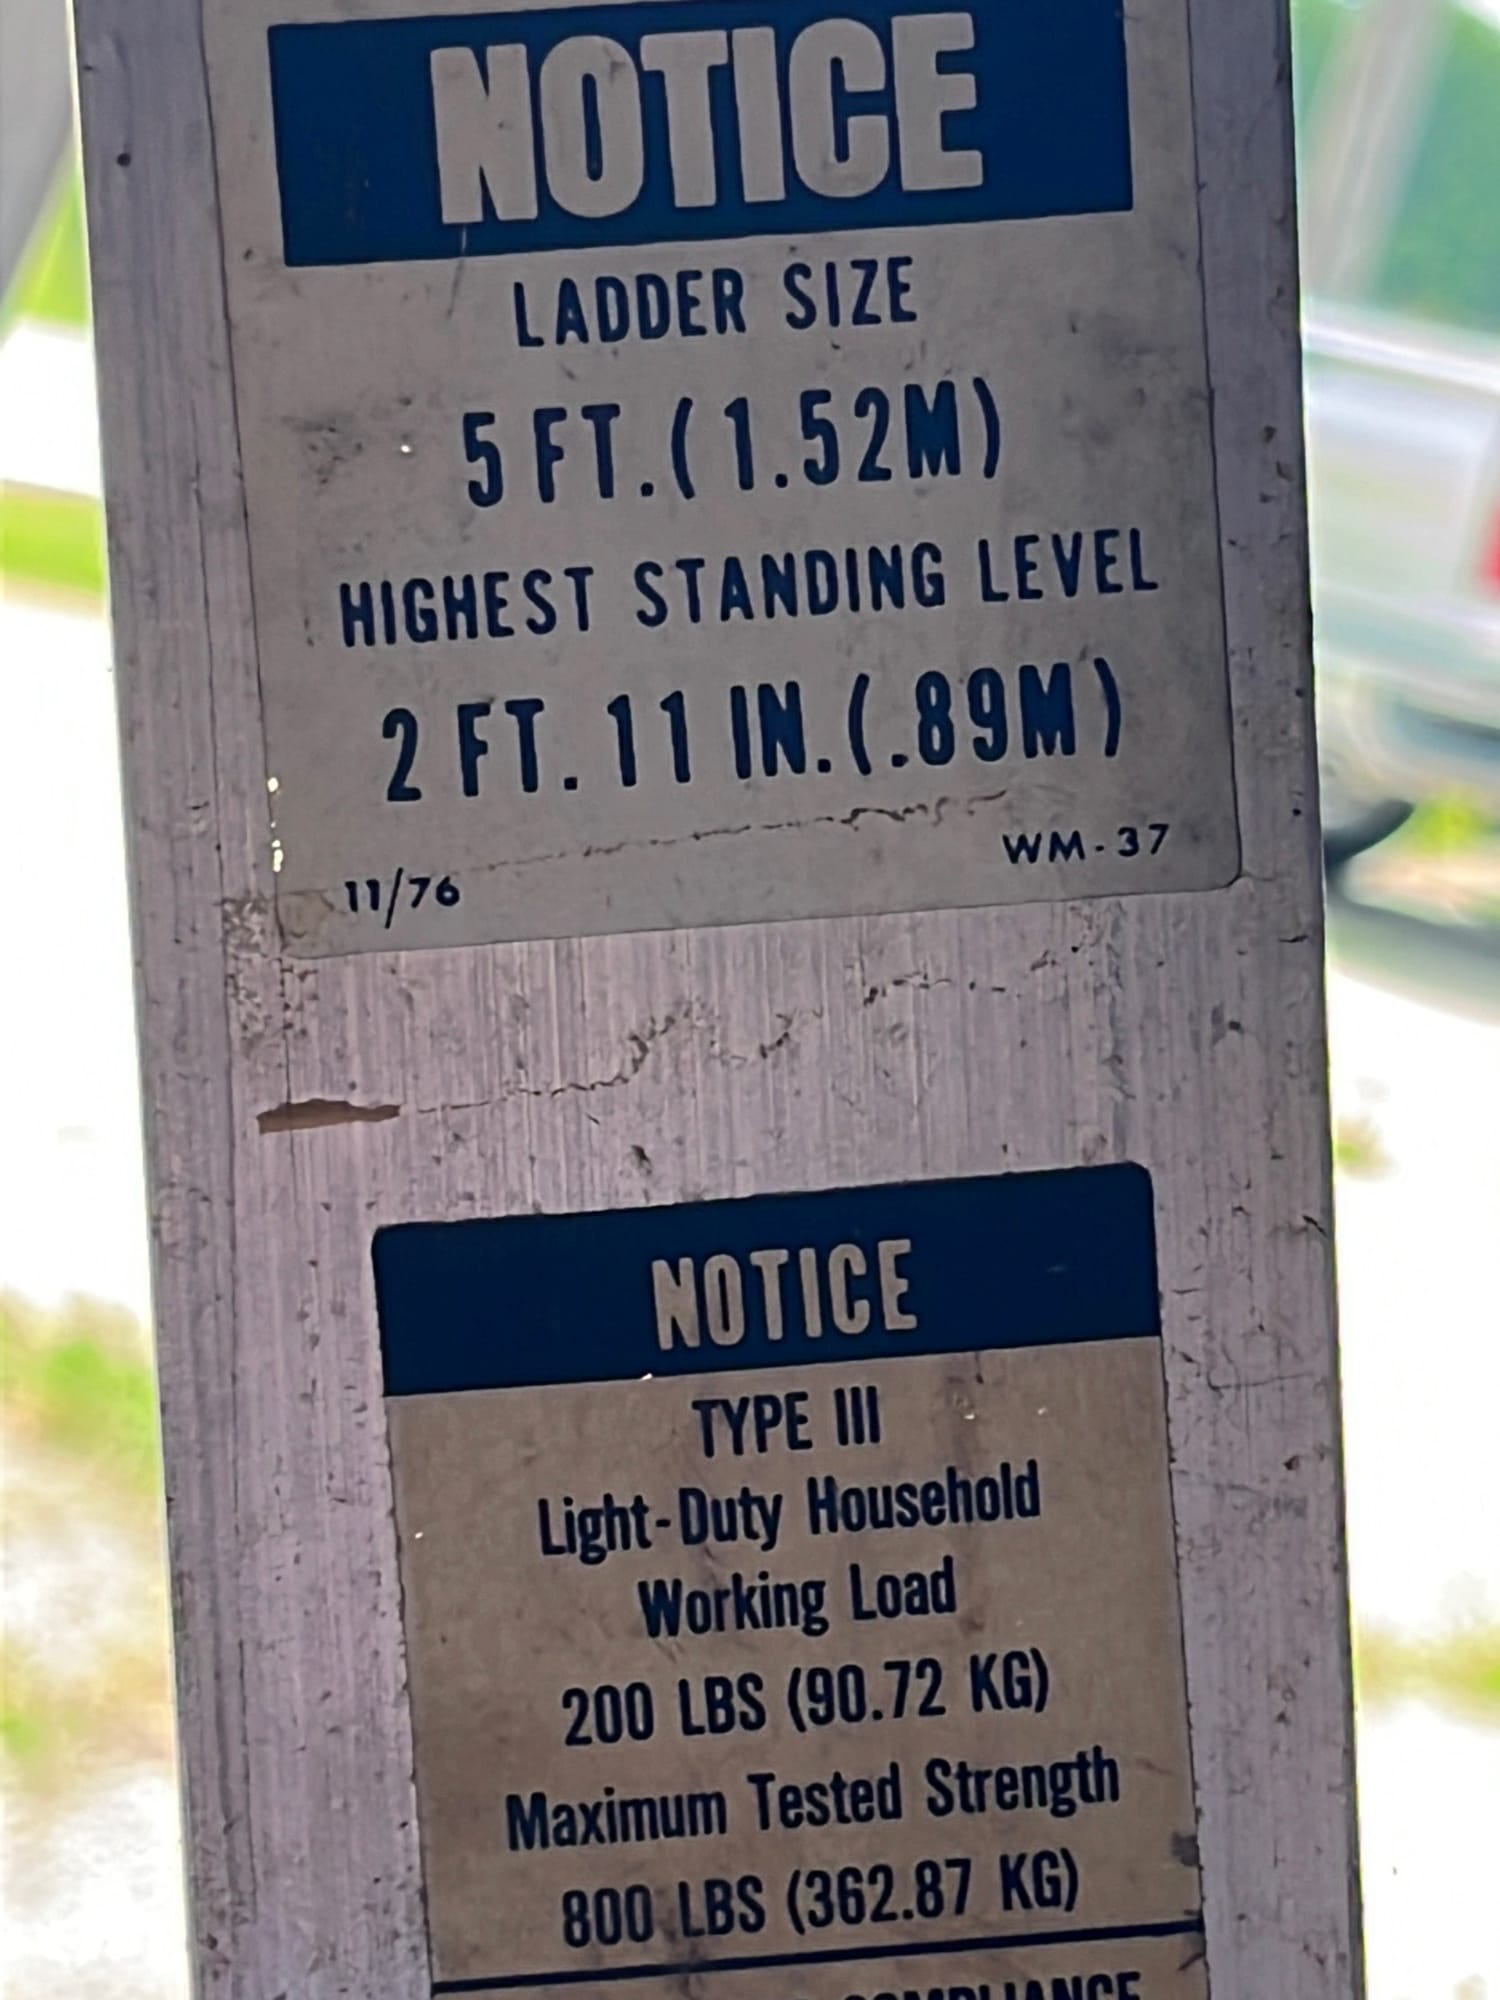 NOTICE
LADDER SIZE
5 FT. (1.52M)
HIGHEST STANDING LEVEL
2 FT. 11 IN. (.89M)
11/76 WM-37
NOTICE
TYPE III
Light-Duty Household
Working Load
200 LBS (90.72 KG)
Maximum Tested Strength
800 LBS (362.87 KG)
COMPLIANCE